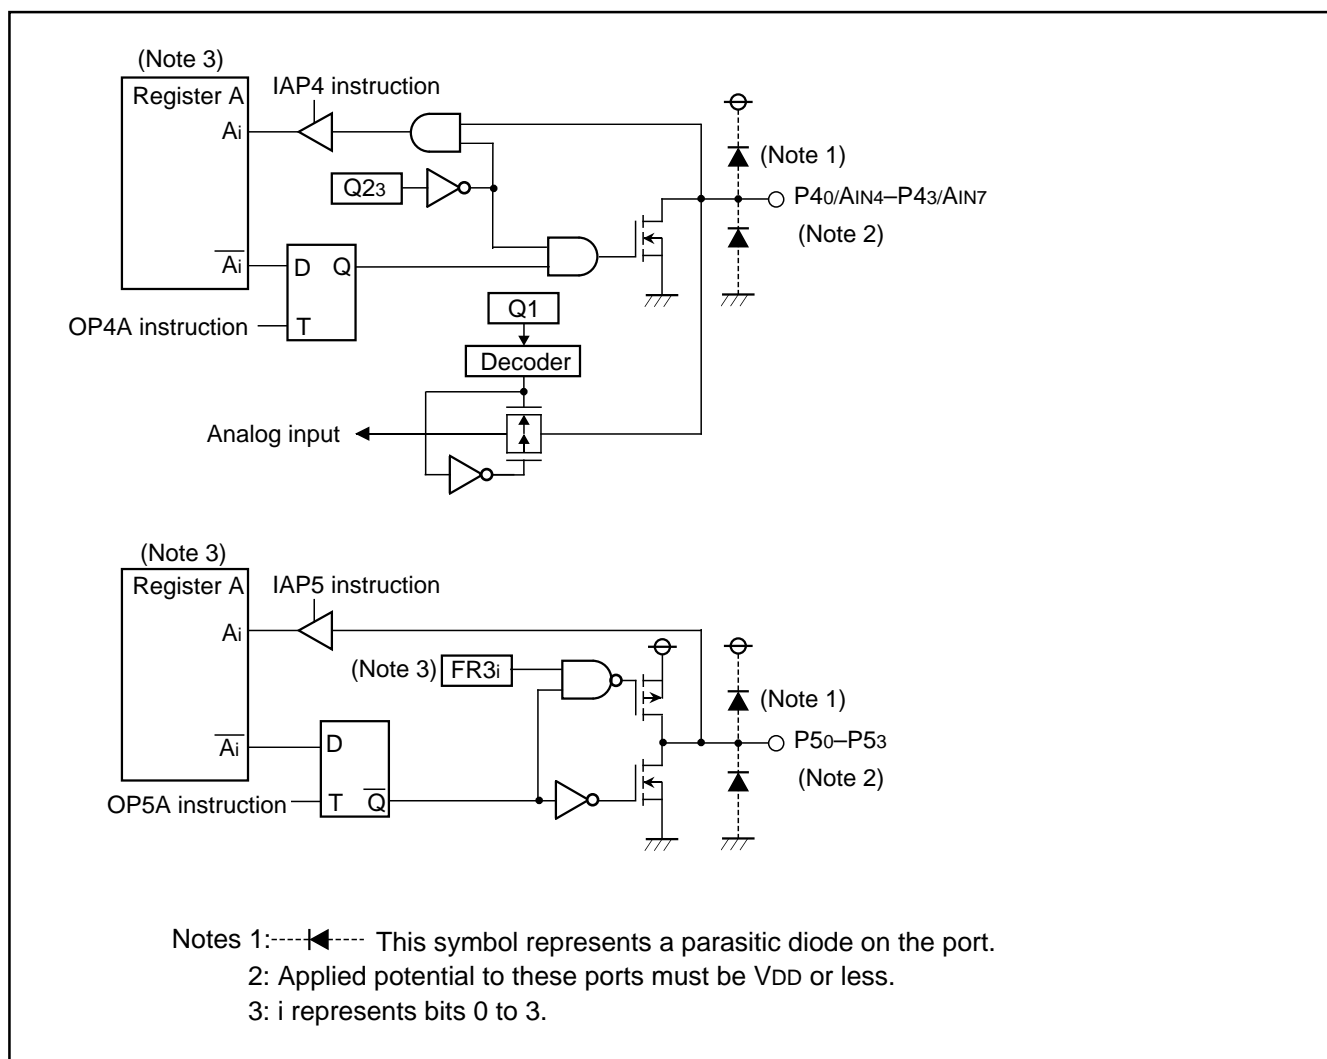 (Note 3)
Register A
IAP4 instruction
Ai
(Note 1)
Q23
P40/AIN4–P43/AIN7
(Note 2)
A̅i̅
D Q
Q1
OP4A instruction
T
Decoder
Analog input
(Note 3)
Register A
IAP5 instruction
Ai
(Note 3) FR3i
(Note 1)
A̅i̅
D
P50–P53
(Note 2)
OP5A instruction
T Q̅
Notes 1: This symbol represents a parasitic diode on the port.
2: Applied potential to these ports must be VDD or less.
3: i represents bits 0 to 3.